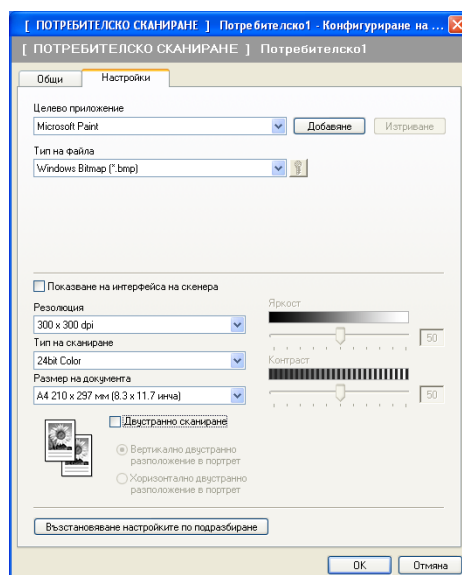 [ ПОТРЕБИТЕЛСКО СКАНИРАНЕ ] Потребителско1 - Конфигуриране на ...
[ ПОТРЕБИТЕЛСКО СКАНИРАНЕ ] Потребителско1
Общи Настройки
Целево приложение
Microsoft Paint Добавяне Изтриване
Тип на файла
Windows Bitmap (*.bmp)
Показване на интерфейса на скенера
Резолюция Яркост
300 x 300 dpi 50
Тип на сканиране
24bit Color Контраст
Размер на документа
A4 210 x 297 мм (8.3 x 11.7 инча) 50
Двустранно сканиране
Вертикално двустранно
разположение в портрет
Хоризонтално двустранно
разположение в портрет
Възстановяване настройките по подразбиране
OK Отмяна